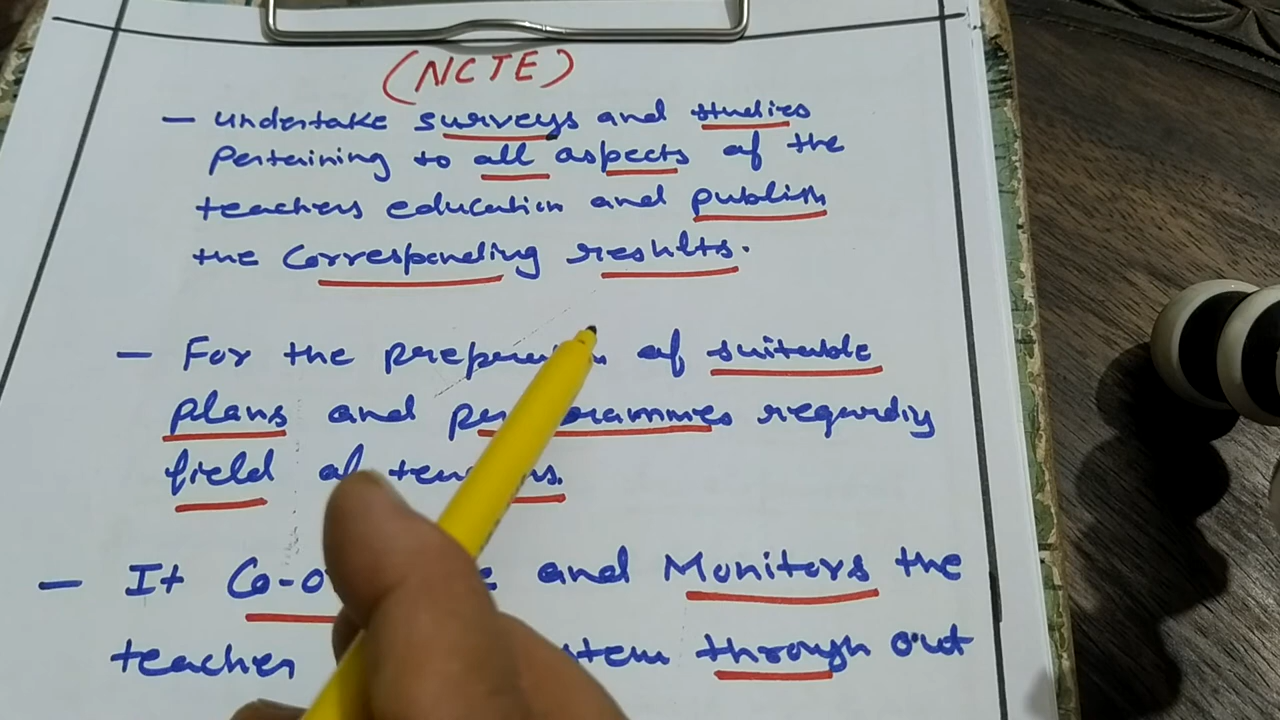 (NCTE)
– undertake surveys and studies
pertaining to all aspects of the
teachers education and publish
the Corresponding results.
– For the of suitable
plans and regarding
field of
– It and Monitors the
teacher through out